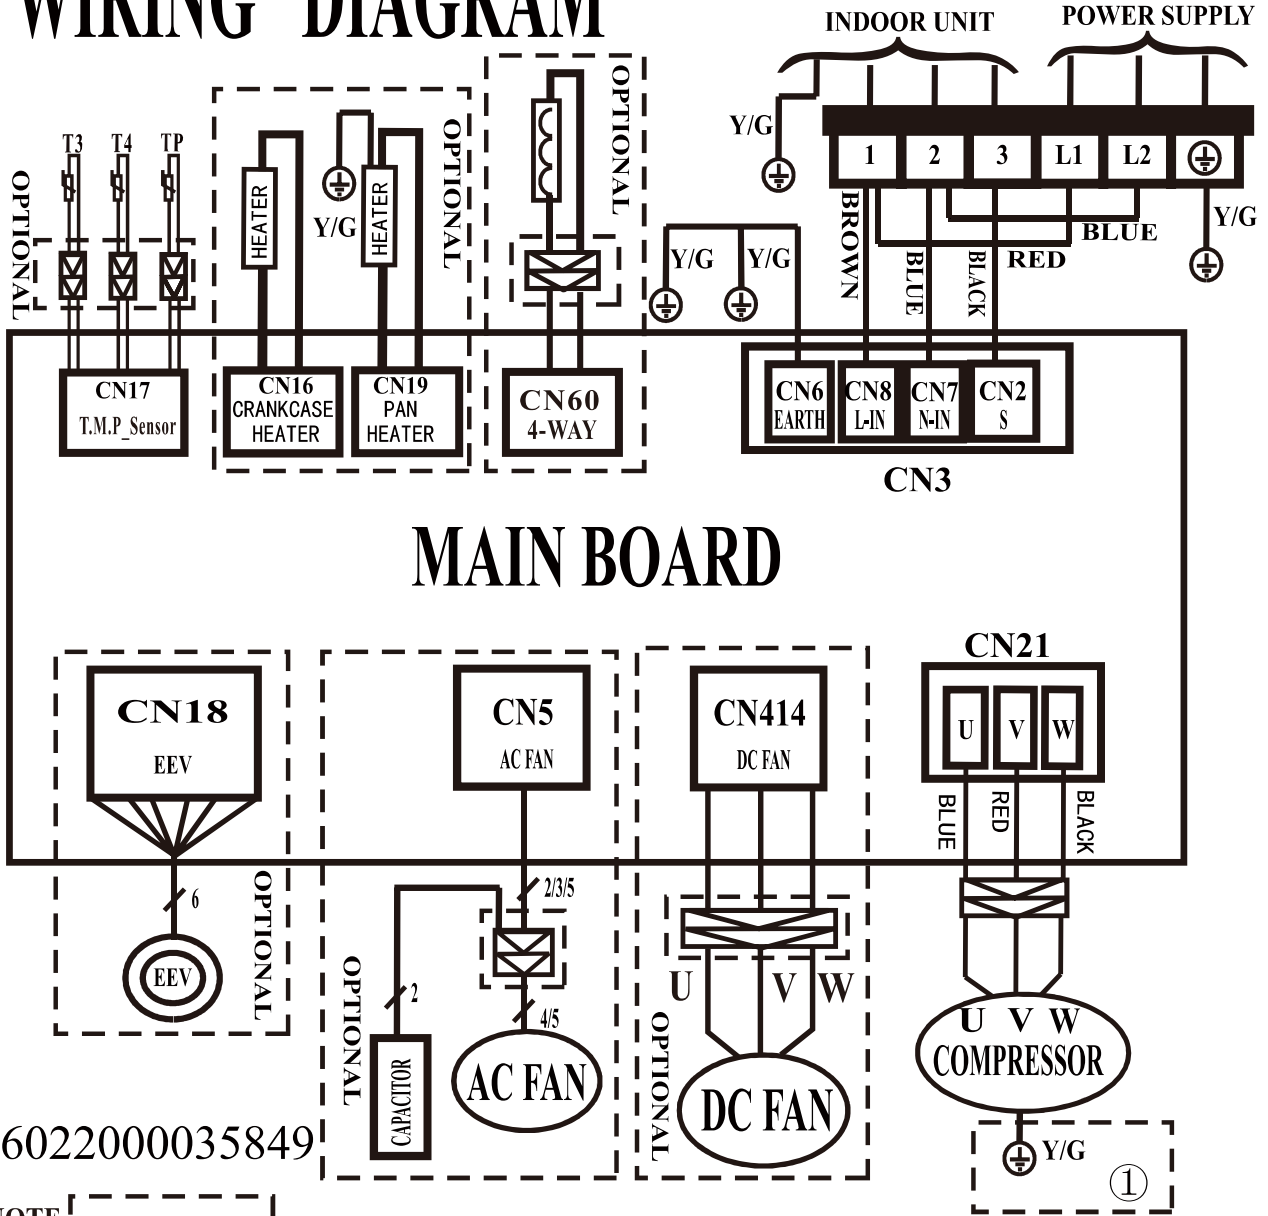 WIRING DIAGRAM
INDOOR UNIT
POWER SUPPLY
Y/G
1
2
3
L1
L2
Y/G
T3
T4
TP
OPTIONAL
HEATER
Y/G
HEATER
OPTIONAL
OPTIONAL
Y/G
Y/G
BROWN
BLUE
BLACK
RED
BLUE
CN17
T.M.P_Sensor
CN16
CRANKCASE
HEATER
CN19
PAN
HEATER
CN60
4-WAY
CN6
EARTH
CN8
L-IN
CN7
N-IN
CN2
S
CN3
MAIN BOARD
CN18
EEV
CN5
AC FAN
CN414
DC FAN
CN21
U
V
W
BLUE
RED
BLACK
6
EEV
OPTIONAL
2/3/5
2
4/5
CAPACITOR
AC FAN
OPTIONAL
U
V
W
DC FAN
OPTIONAL
U V W
COMPRESSOR
Y/G
①
6022000035849